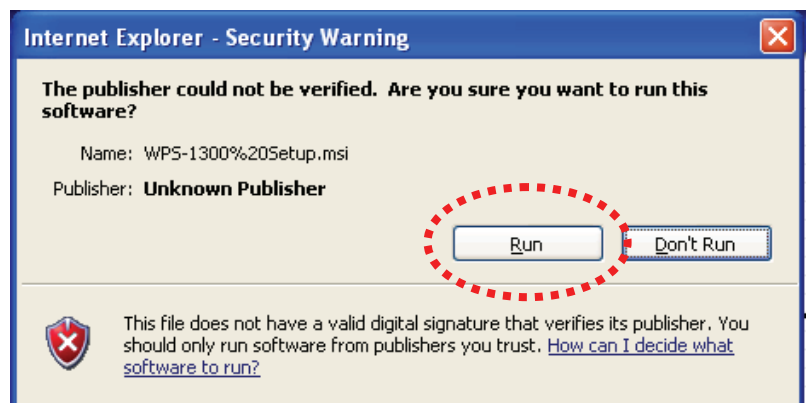 Internet Explorer - Security Warning
The publisher could not be verified. Are you sure you want to run this
software?
Name: WPS-1300%20Setup.msi
Publisher: Unknown Publisher
Run Don't Run
This file does not have a valid digital signature that verifies its publisher. You
should only run software from publishers you trust. How can I decide what
software to run?